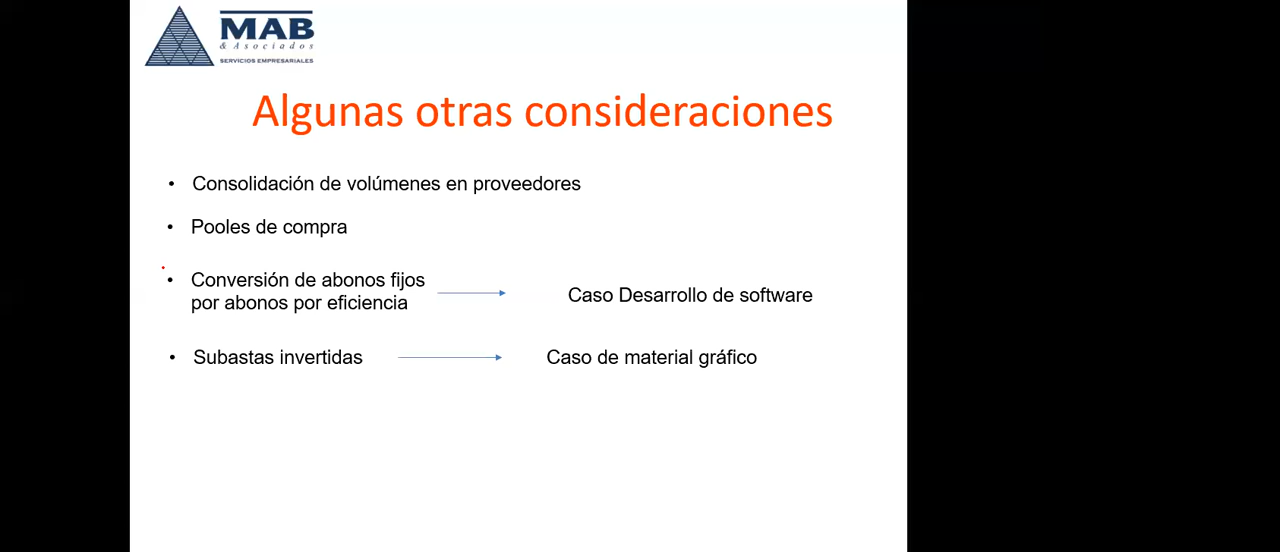 MAB
& Asociados
SERVICIOS EMPRESARIALES
Algunas otras consideraciones
• Consolidación de volúmenes en proveedores
• Pooles de compra
• Conversión de abonos fijos
por abonos por eficiencia
Caso Desarrollo de software
• Subastas invertidas
Caso de material gráfico